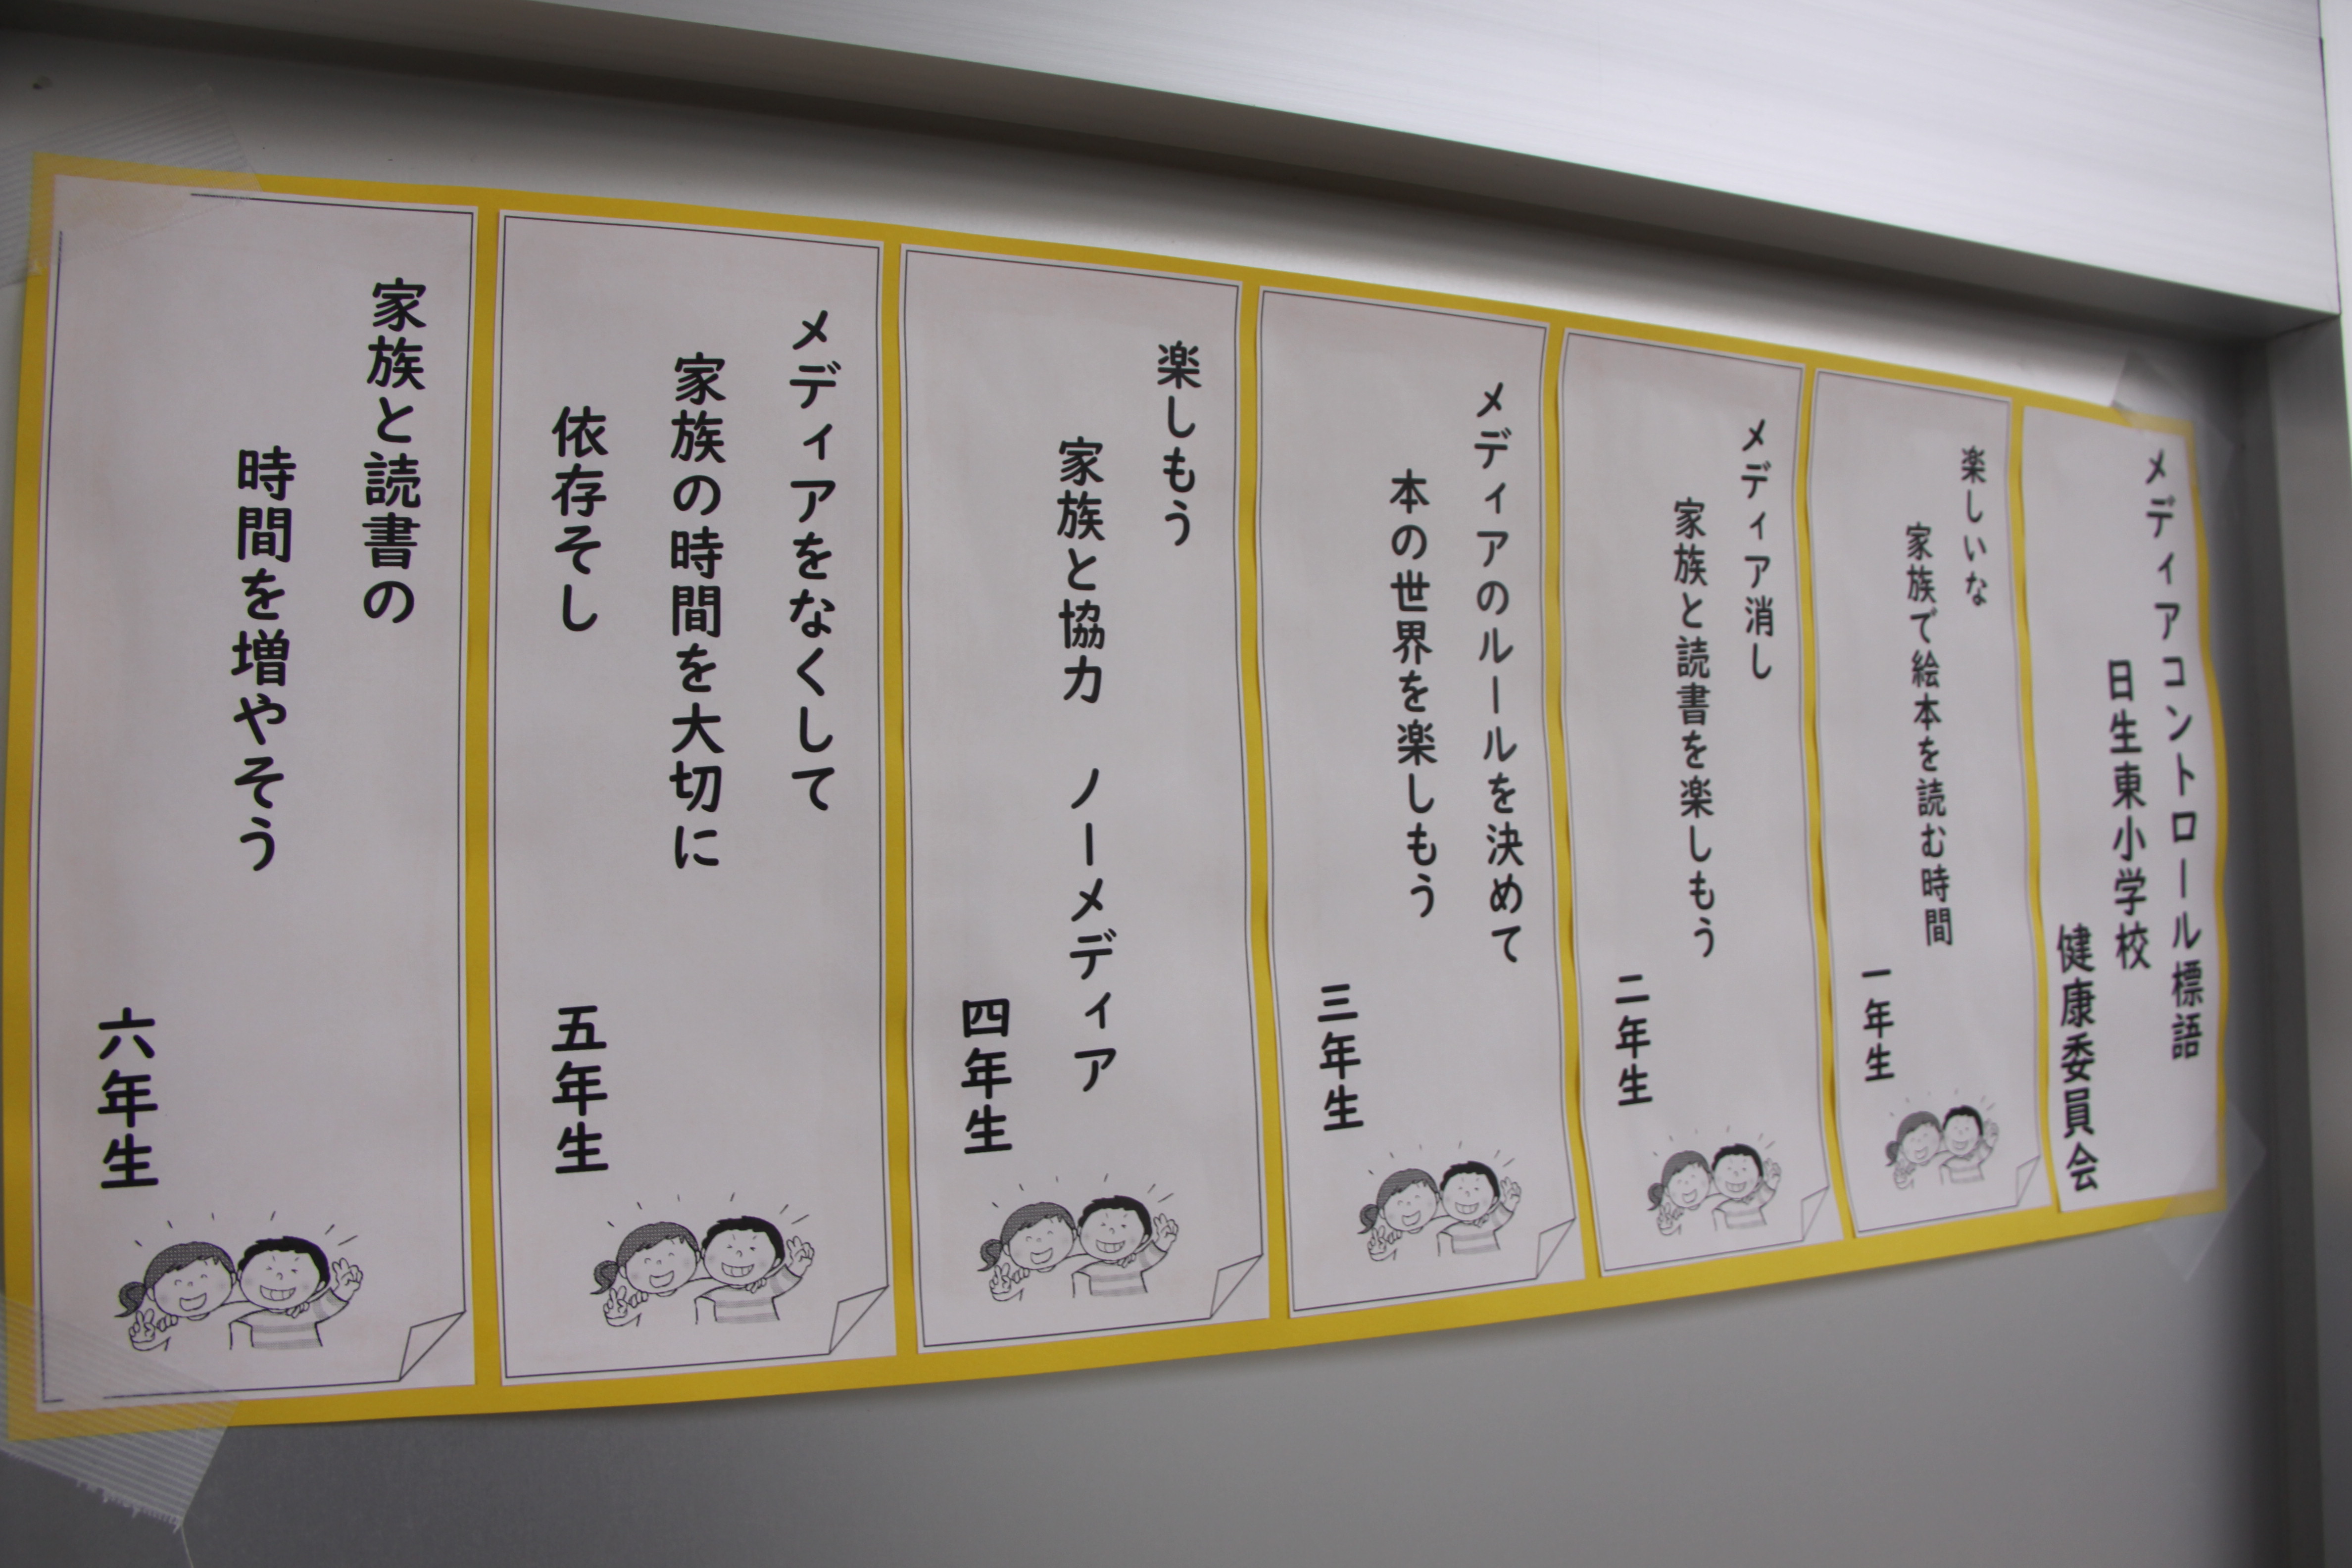 メディアコントロール標語
日生東小学校
健康委員会
楽しいな
家族で絵本を読む時間
一年生
メディア消し
家族と読書を楽しもう
二年生
メディアのルールを決めて
本の世界を楽しもう
三年生
楽しもう
家族と協力　ノーメディア
四年生
メディアをなくして
家族の時間を大切に
依存そし
五年生
家族と読書の
時間を増やそう
六年生